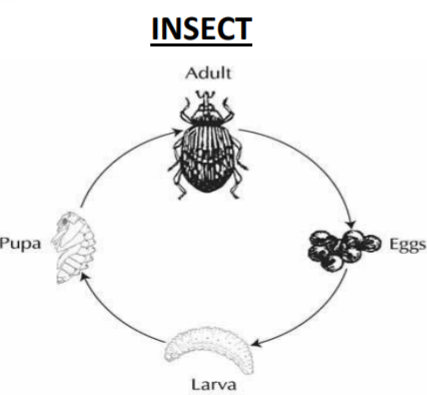 INSECT
Adult
Pupa
Eggs
Larva